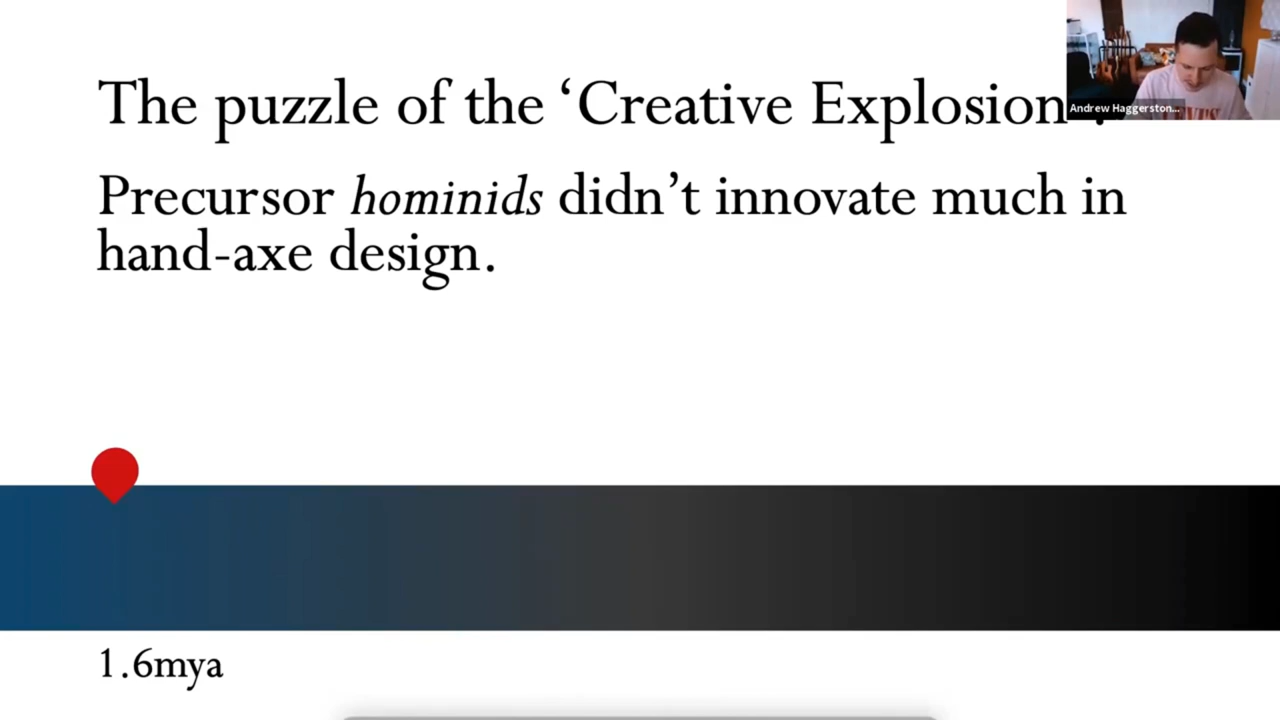 The puzzle of the ‘Creative Explosion
Andrew Haggerston...
Precursor hominids didn’t innovate much in
hand-axe design.
1.6mya